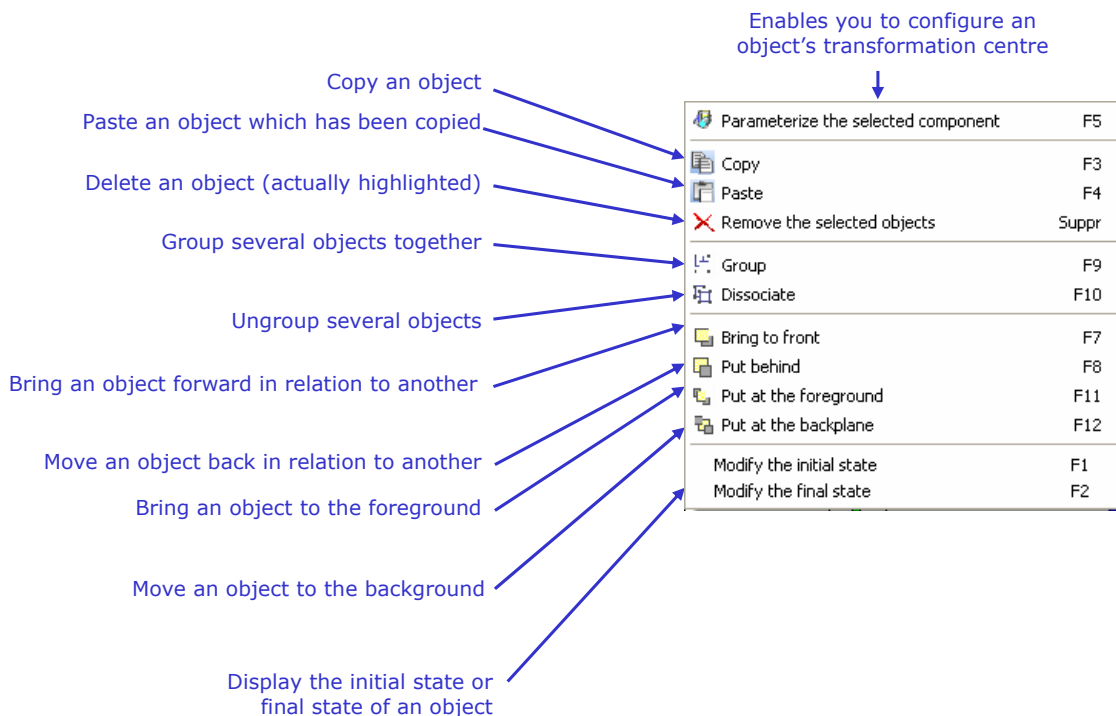 Enables you to configure an
object’s transformation centre
Copy an object
Paste an object which has been copied
Delete an object (actually highlighted)
Group several objects together
Ungroup several objects
Bring an object forward in relation to another
Move an object back in relation to another
Bring an object to the foreground
Move an object to the background
Display the initial state or
final state of an object
Parameterize the selected component F5
Copy F3
Paste F4
Remove the selected objects Suppr
Group F9
Dissociate F10
Bring to front F7
Put behind F8
Put at the foreground F11
Put at the backplane F12
Modify the initial state F1
Modify the final state F2